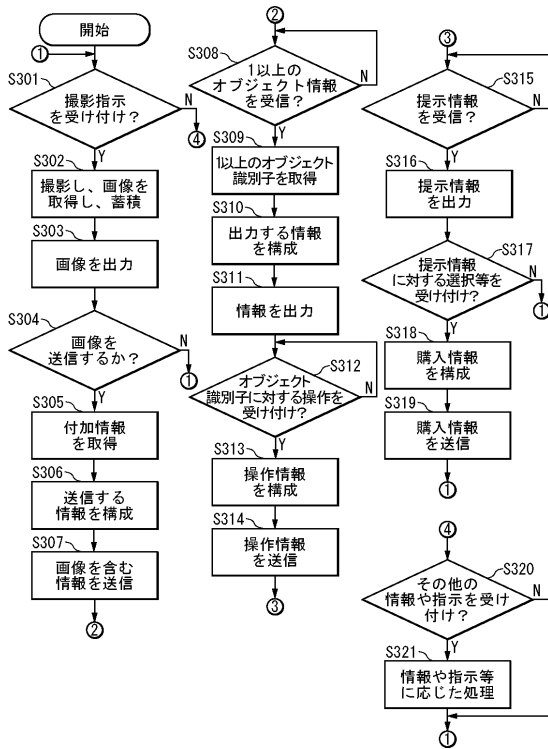 開始
①
S301
撮影指示
を受け付け？
N
④
Y
S302
撮影し、画像を
取得し、蓄積
S303
画像を出力
S304
画像を
送信するか？
N
①
Y
S305
付加情報
を取得
S306
送信する
情報を構成
S307
画像を含む
情報を送信
②
②
S308
1以上の
オブジェクト情報
を受信？
N
Y
S309
1以上のオブジェクト
識別子を取得
S310
出力する情報
を構成
S311
情報を出力
S312
オブジェクト
識別子に対する操作を
受け付け？
N
Y
S313
操作情報
を構成
S314
操作情報
を送信
③
③
S315
提示情報
を受信？
N
Y
S316
提示情報
を出力
S317
提示情報
に対する選択等を
受け付け？
N
①
Y
S318
購入情報
を構成
S319
購入情報
を送信
①
④
S320
その他の
情報や指示を受け
付け？
N
Y
S321
情報や指示等
に応じた処理
①